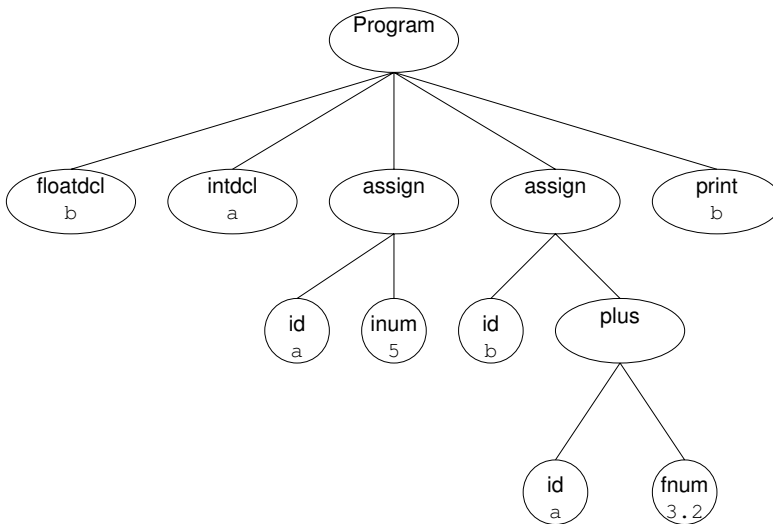 Program
floatdcl
b
intdcl
a
assign
assign
print
b
id
a
inum
5
id
b
plus
id
a
fnum
3.2